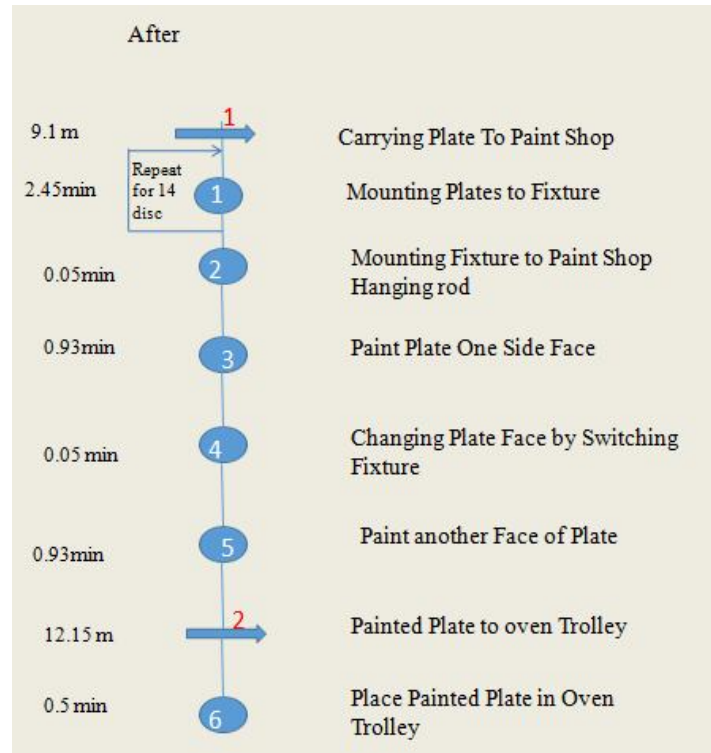 After
1
9.1 m
Carrying Plate To Paint Shop
Repeat
for 14
disc
2.45min
1
Mounting Plates to Fixture
0.05min
2
Mounting Fixture to Paint Shop
Hanging rod
0.93min
3
Paint Plate One Side Face
0.05 min
4
Changing Plate Face by Switching
Fixture
0.93min
5
Paint another Face of Plate
12.15 m
2
Painted Plate to oven Trolley
0.5 min
6
Place Painted Plate in Oven
Trolley